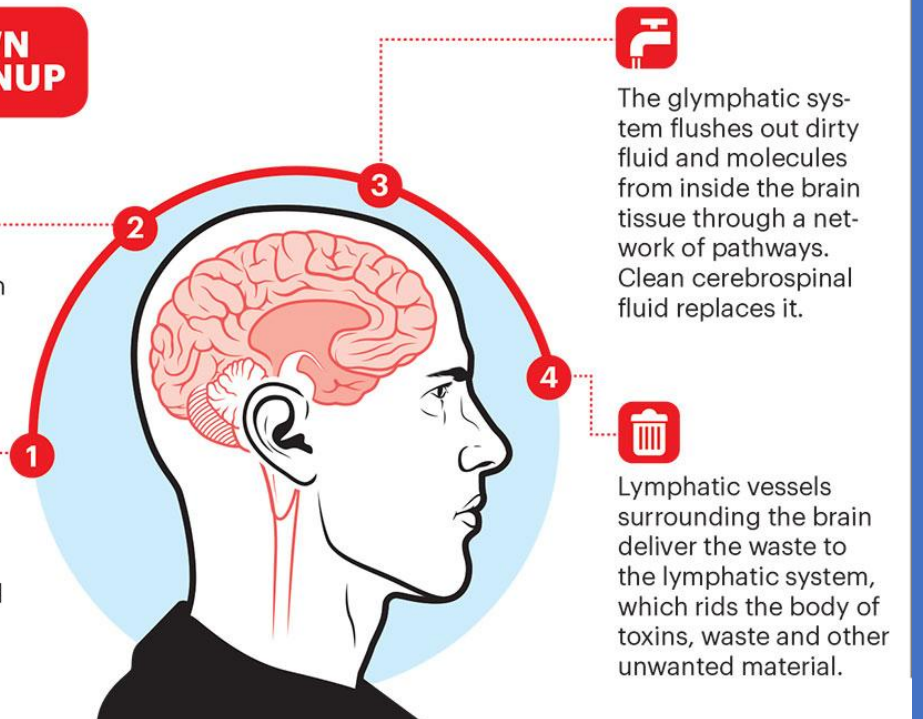 2
3
1
4
The glymphatic sys-
tem flushes out dirty
fluid and molecules
from inside the brain
tissue through a net-
work of pathways.
Clean cerebrospinal
fluid replaces it.
Lymphatic vessels
surrounding the brain
deliver the waste to
the lymphatic system,
which rids the body of
toxins, waste and other
unwanted material.